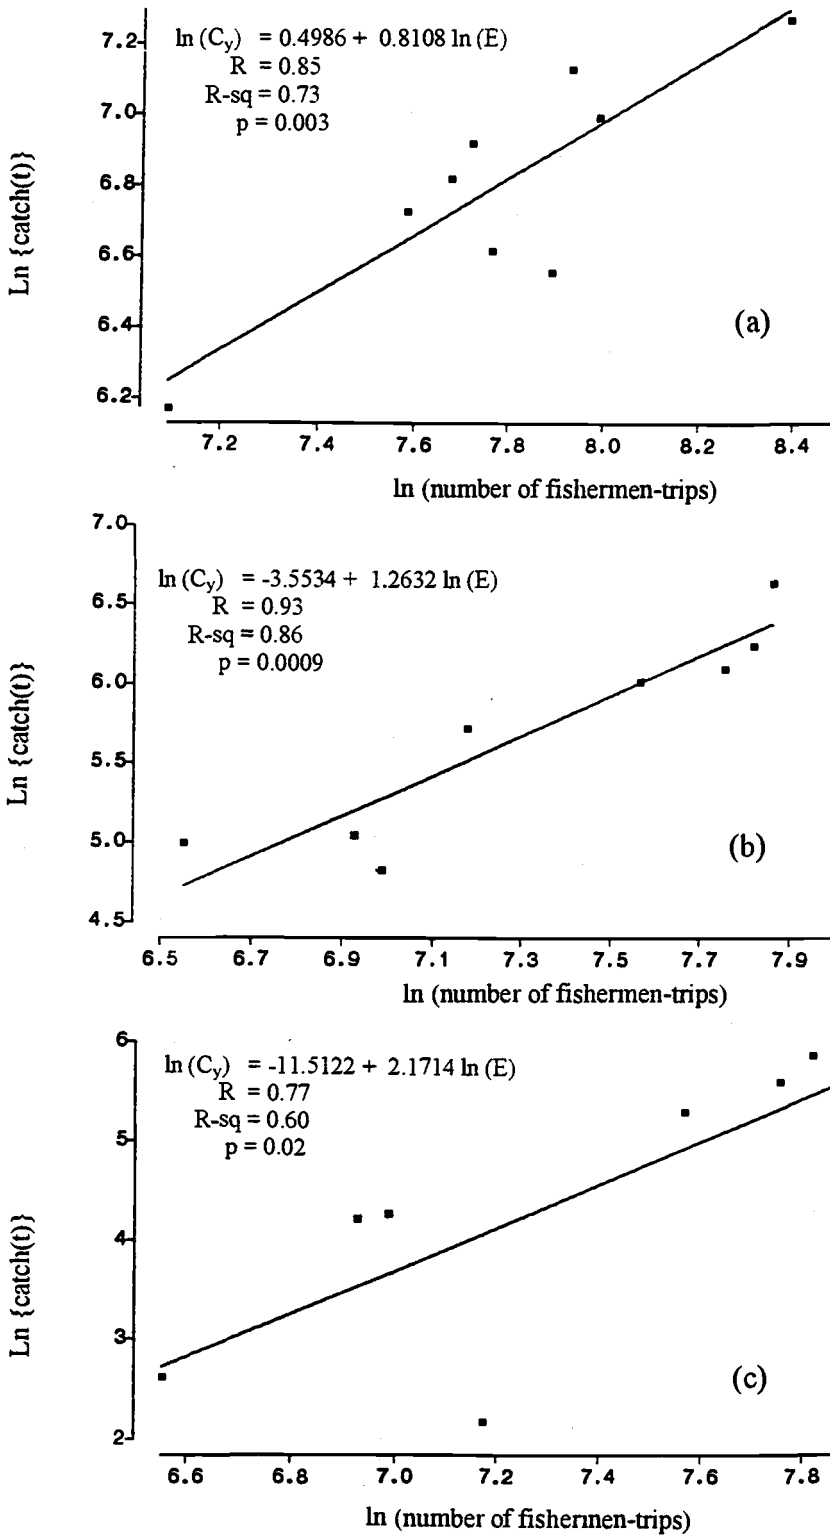 ln (Cy) = 0.4986 + 0.8108 ln (E)
R = 0.85
R-sq = 0.73
p = 0.003
7.2
7.0
6.8
6.6
6.4
6.2
Ln {catch(t)}
(a)
7.2 7.4 7.6 7.8 8.0 8.2 8.4
ln (number of fishermen-trips)
ln (Cy) = -3.5534 + 1.2632 ln (E)
R = 0.93
R-sq = 0.86
p = 0.0009
7.0
6.5
6.0
5.5
5.0
4.5
Ln {catch(t)}
(b)
6.5 6.7 6.9 7.1 7.3 7.5 7.7 7.9
ln (number of fishermen-trips)
ln (Cy) = -11.5122 + 2.1714 ln (E)
R = 0.77
R-sq = 0.60
p = 0.02
6
5
4
3
2
Ln {catch(t)}
(c)
6.6 6.8 7.0 7.2 7.4 7.6 7.8
ln (number of fishermen-trips)